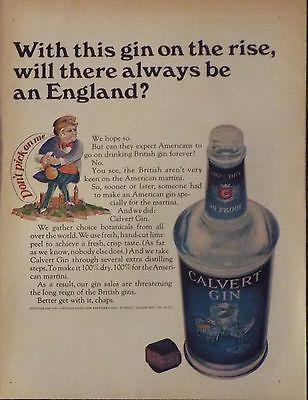 With this gin on the rise,
will there always be
an England?
Don't pick on me
We hope so.
But can they expect Americans to
go on drinking British gin forever?
No.
You see, the British aren't very
keen on the American martini.
So, sooner or later, someone had
to make an American gin-spe-
cially for the martini.
And we did:
Calvert Gin.
We gather choice botanicals from all
over the world. We use fresh, hand-cut lime
peel to achieve a fresh, crisp taste. (As far as
we know, nobody else does.) And we take
Calvert Gin through several extra distilling
steps. To make it 100% dry. 100% for the Ameri-
can martini.
As a result, our gin sales are threatening
the long reign of the British gins.
Better get with it, chaps.
DRY
PROOF
CALVERT
GIN